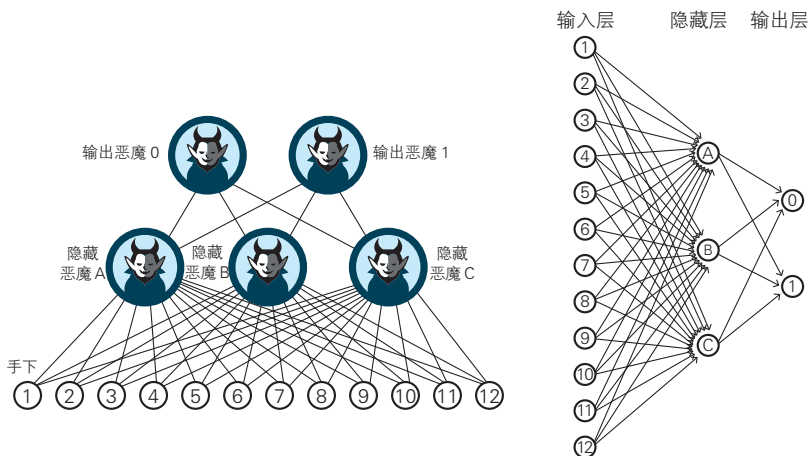 输出恶魔 0
输出恶魔 1
隐藏
恶魔 A
隐藏
恶魔 B
隐藏
恶魔 C
手下
1 2 3 4 5 6 7 8 9 10 11 12
输入层 隐藏层 输出层
1
2
3
4
5
6
7
8
9
10
11
12
A
B
C
0
1